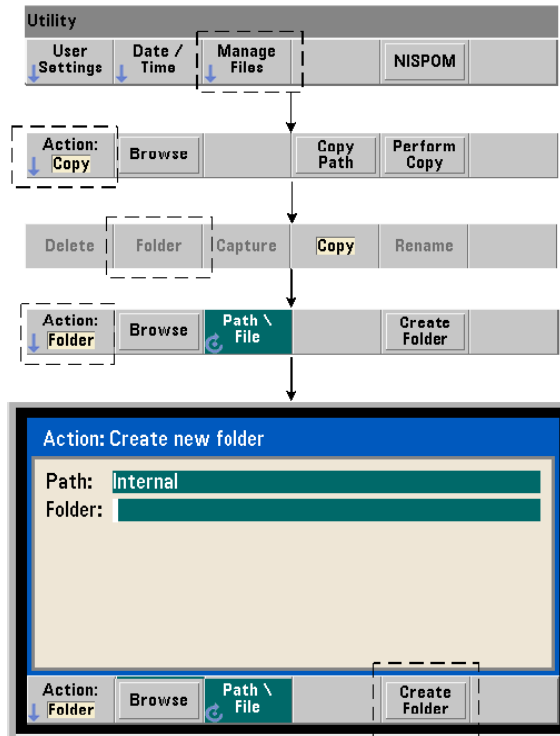 Utility
User Settings
Date / Time
Manage Files
NISPOM
Action: Copy
Browse
Copy Path
Perform Copy
Delete
Folder
Capture
Copy
Rename
Action: Folder
Browse
Path \ File
Create Folder
Action: Create new folder
Path: Internal
Folder:
Action: Folder
Browse
Path \ File
Create Folder